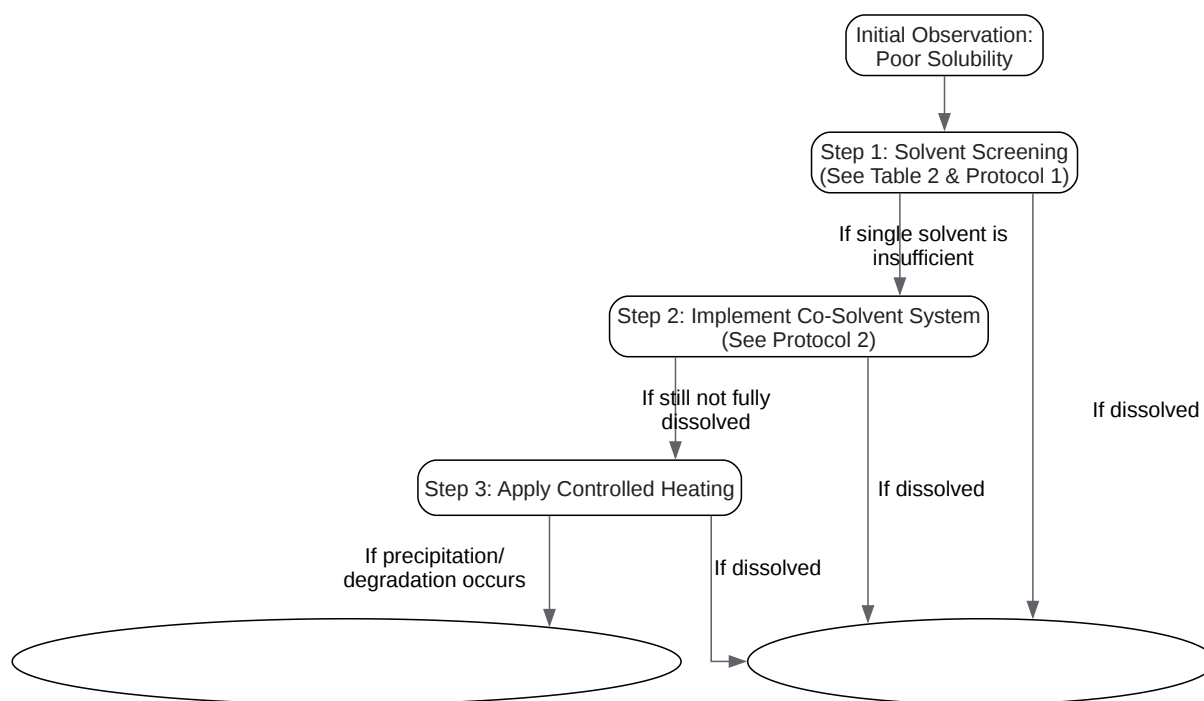 Initial Observation:
Poor Solubility
Step 1: Solvent Screening
(See Table 2 & Protocol 1)
If single solvent is
insufficient
Step 2: Implement Co-Solvent System
(See Protocol 2)
If still not fully
dissolved
If dissolved
Step 3: Apply Controlled Heating
If dissolved
If precipitation/
degradation occurs
If dissolved